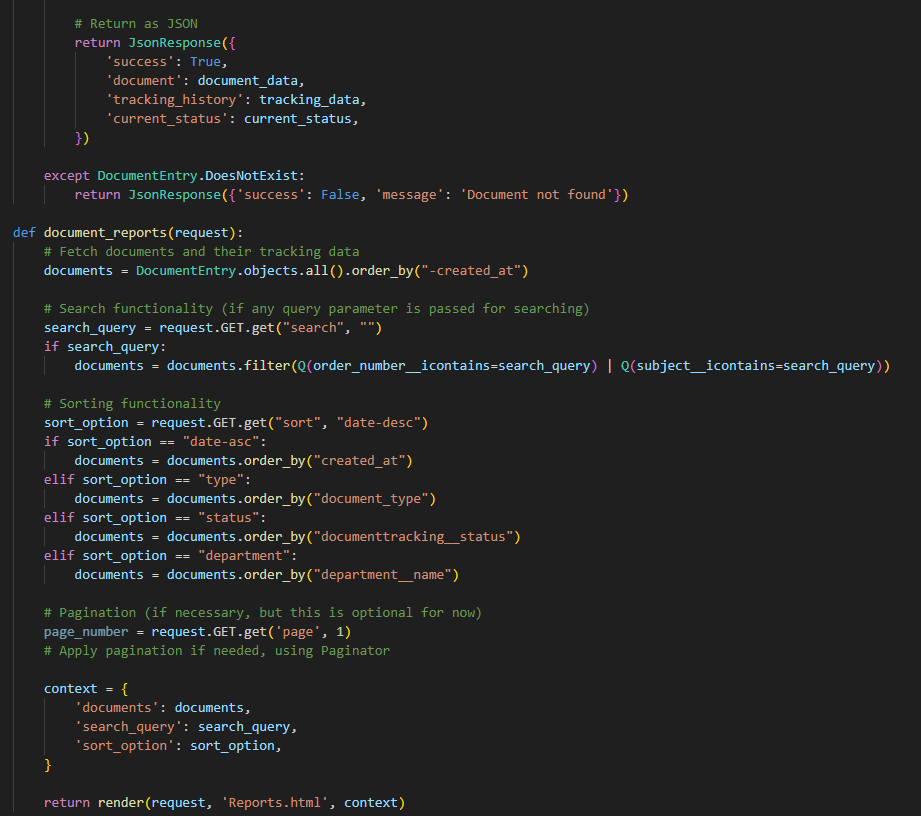 # Return as JSON
return JsonResponse({
'success': True,
'document': document_data,
'tracking_history': tracking_data,
'current_status': current_status,
})
except DocumentEntry.DoesNotExist:
return JsonResponse({'success': False, 'message': 'Document not found'})
def document_reports(request):
# Fetch documents and their tracking data
documents = DocumentEntry.objects.all().order_by("-created_at")
# Search functionality (if any query parameter is passed for searching)
search_query = request.GET.get("search", "")
if search_query:
documents = documents.filter(Q(order_number__icontains=search_query) | Q(subject__icontains=search_query))
# Sorting functionality
sort_option = request.GET.get("sort", "date-desc")
if sort_option == "date-asc":
documents = documents.order_by("created_at")
elif sort_option == "type":
documents = documents.order_by("document_type")
elif sort_option == "status":
documents = documents.order_by("documenttracking__status")
elif sort_option == "department":
documents = documents.order_by("department__name")
# Pagination (if necessary, but this is optional for now)
page_number = request.GET.get('page', 1)
# Apply pagination if needed, using Paginator
context = {
'documents': documents,
'search_query': search_query,
'sort_option': sort_option,
}
return render(request, 'Reports.html', context)